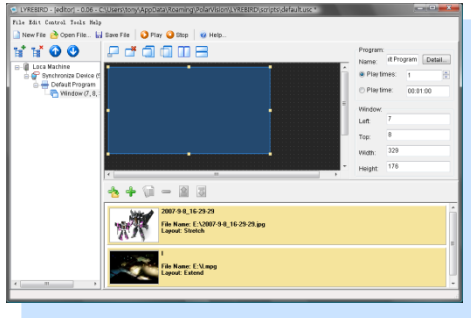 LYREBIRD - [editor] - 0.06 - C:\Users\tony\AppData\Roaming\PolarVision\LYREBIRD\scripts\default.usc *
File Edit Control Tools Help
New File Open File... Save File Play Stop Help...
Loca Machine
Synchronize Device (S
Default Program
Window (7, 8,
Program:
Name: lt Program Detail...
Play times: 1
Play time: 00:01:00
Window:
Left: 7
Top: 8
Width: 329
Height: 176
2007-9-8_16-29-29
File Name: E:\2007-9-8_16-29-29.jpg
Layout: Stretch
1
File Name: E:\1.mpg
Layout: Extend